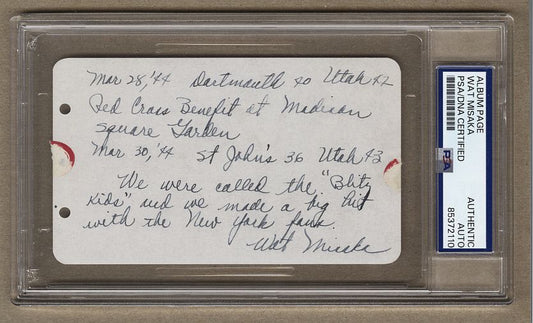 Mar 28, '44 Dartmouth 40 Utah 42
Red Cross Benefit at Madison
Square Garden
Mar 30, '44 St John's 36 Utah 43
We were called the "Blitz
Kids", and we made a big hit
with the New York fans.
Wat Misaka
ALBUM PAGE
WAT MISAKA
PSA/DNA CERTIFIED
PSA
AUTHENTIC
AUTO
85372110